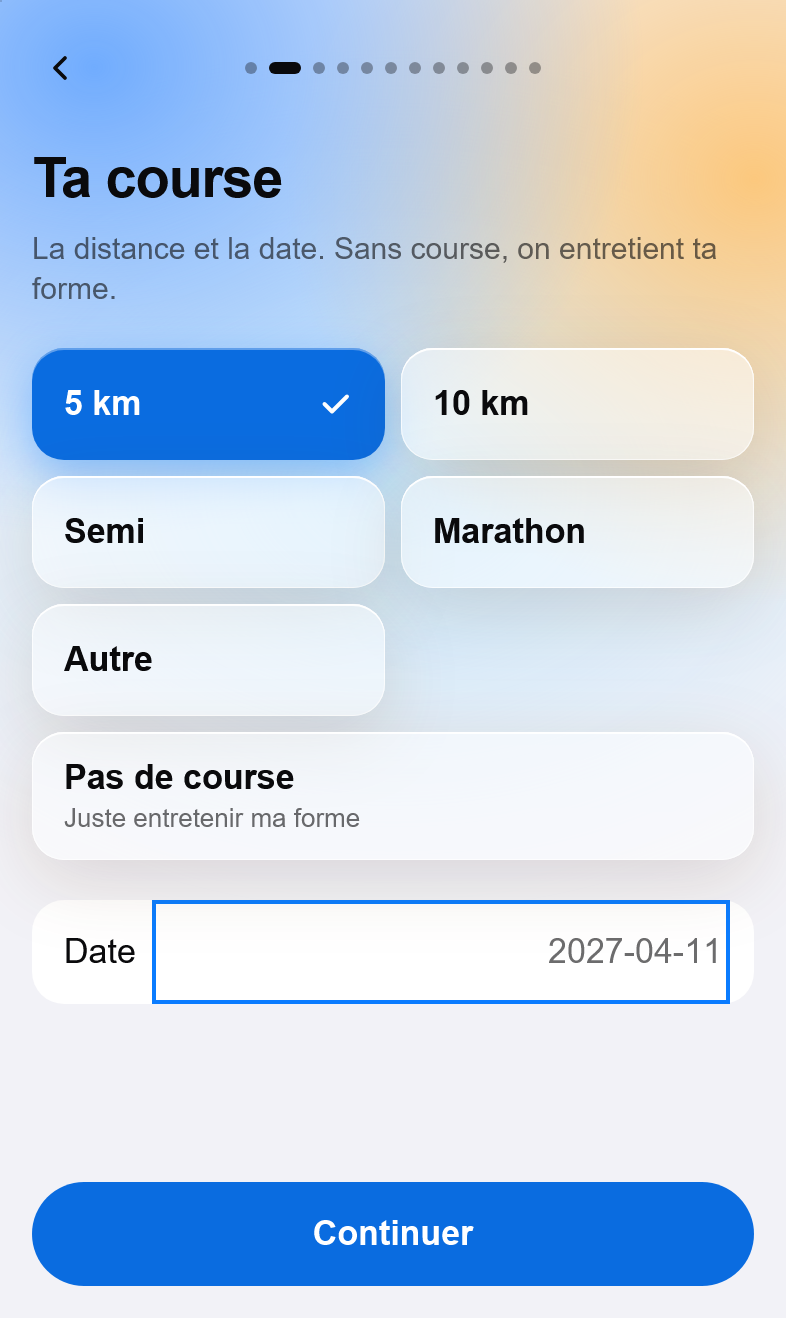 Ta course
La distance et la date. Sans course, on entretient ta
forme.
5 km
10 km
Semi
Marathon
Autre
Pas de course
Juste entretenir ma forme
Date 2027-04-11
Continuer